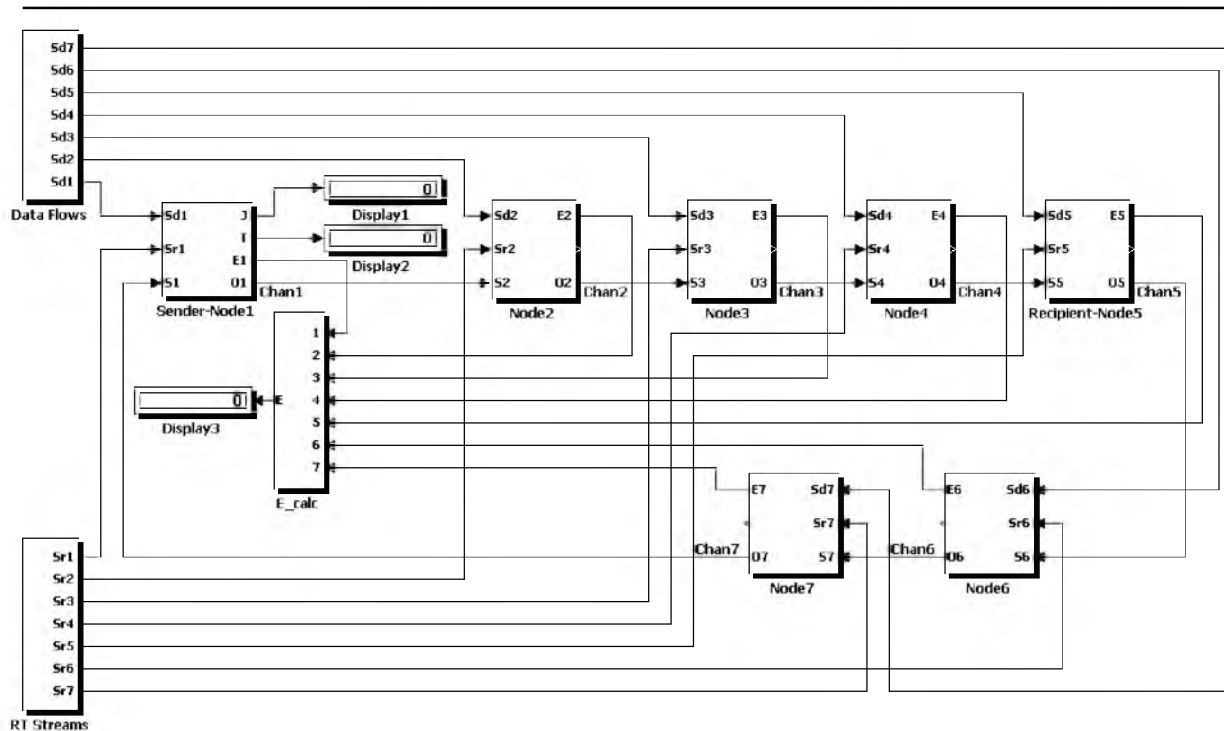 Sd7
Sd6
Sd5
Sd4
Sd3
Sd2
Sd1
Data Flows
Sd1 J
Sr1 T
E1
S1 O1
Sender-Node1
Chan1
0
Display1
0
Display2
Sd2 E2
Sr2
S2 O2
Node2
Chan2
Sd3 E3
Sr3
S3 O3
Node3
Chan3
Sd4 E4
Sr4
S4 O4
Node4
Chan4
Sd5 E5
Sr5
S5 O5
Recipient-Node5
Chan5
0
Display3
1
2
3
E 4
5
6
7
E_calc
E7 Sd7
Sr7
O7 S7
Node7
Chan7
E6 Sd6
Sr6
O6 S6
Node6
Chan6
Sr1
Sr2
Sr3
Sr4
Sr5
Sr6
Sr7
RT Streams